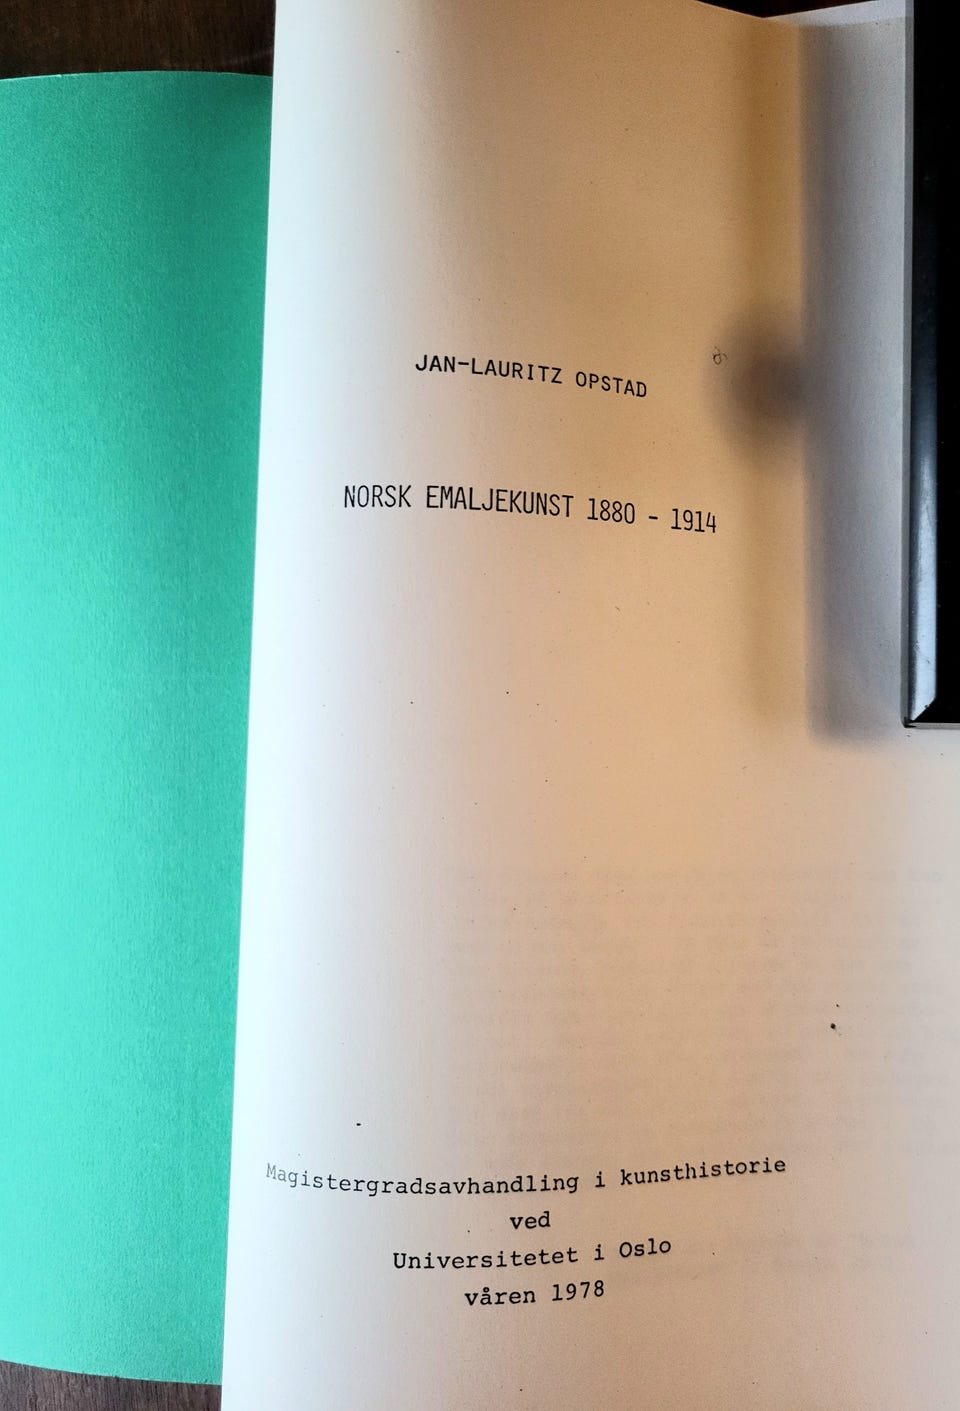 JAN-LAURITZ OPSTAD
NORSK EMALJEKUNST 1880 - 1914
Magistergradsavhandling i kunsthistorie
ved
Universitetet i Oslo
våren 1978